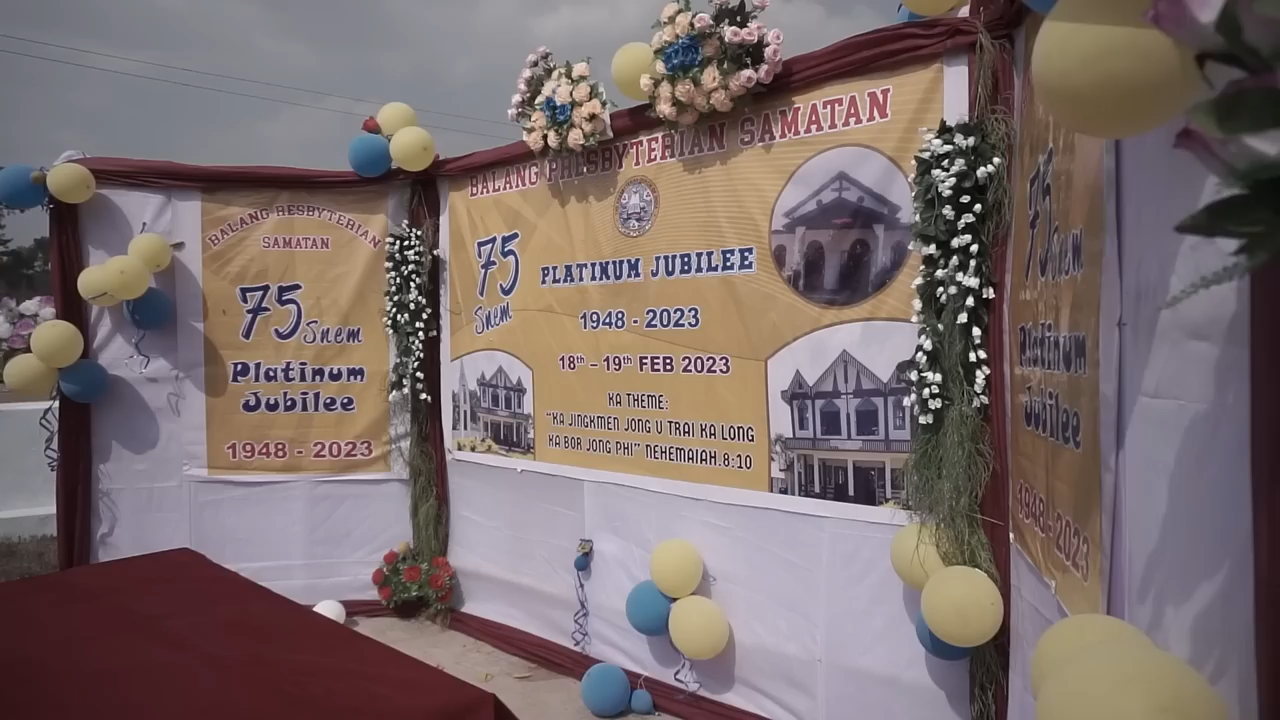 BALANG RESBYTERIAN
SAMATAN
75 Snem
Platinum
Jubilee
1948 - 2023
BALANG PRESBYTERIAN SAMATAN
75
Snem
PLATINUM JUBILEE
1948 - 2023
18th – 19th FEB 2023
KA THEME:
“KA JINGKMEN JONG U TRAI KA LONG
KA BOR JONG PHI” NEHEMAIAH.8:10
75 Snem
Platinum
Jubilee
1948-2023